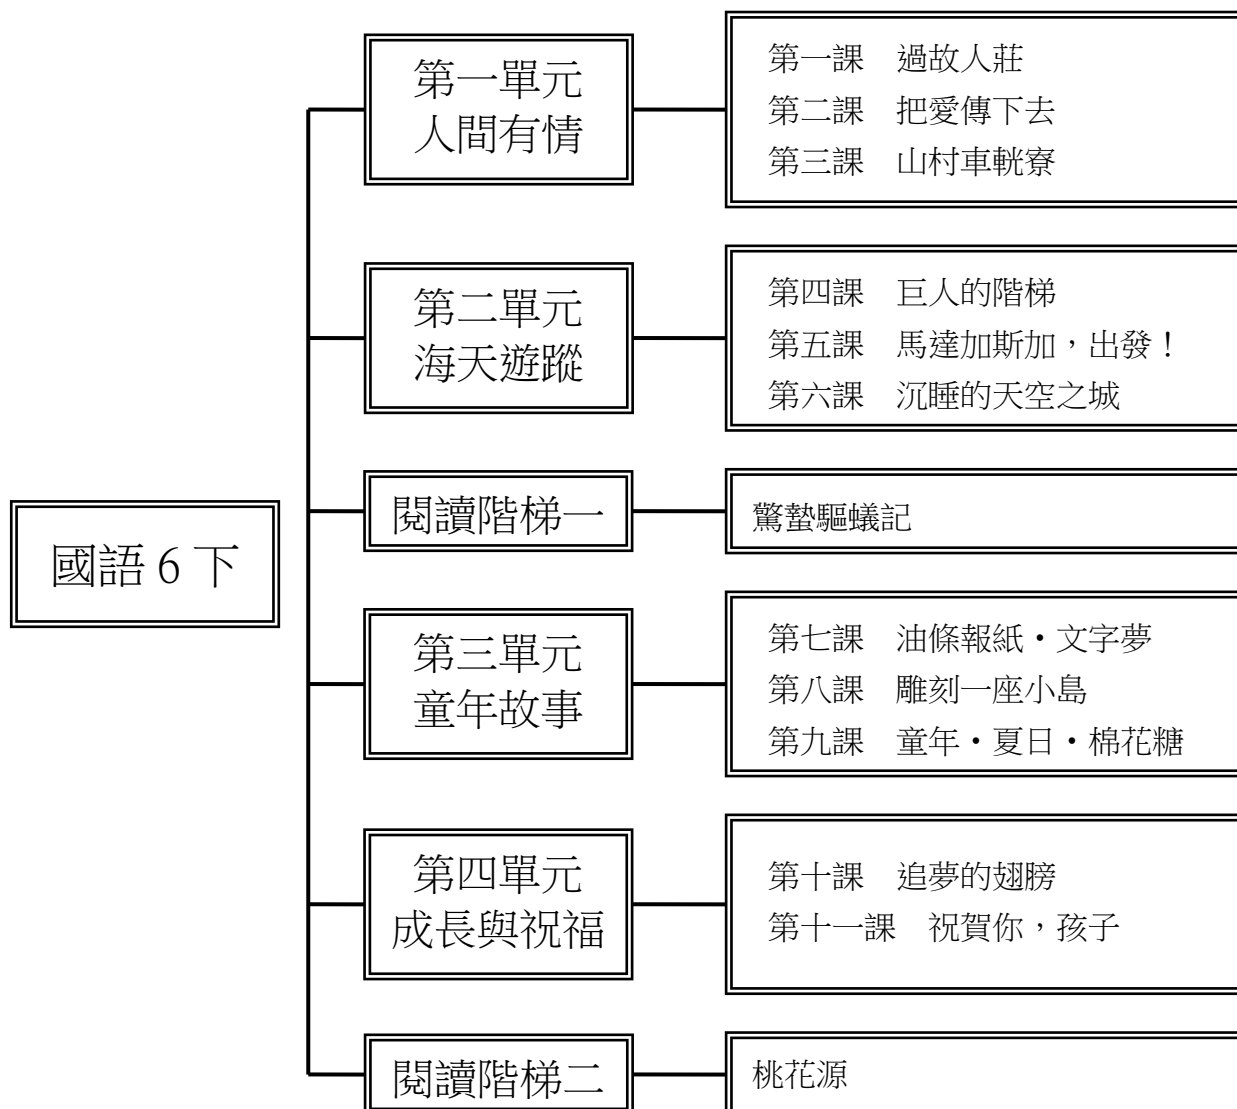 國語 6 下
第一單元
人間有情
第一課　過故人莊
第二課　把愛傳下去
第三課　山村車輄寮
第二單元
海天遊蹤
第四課　巨人的階梯
第五課　馬達加斯加，出發！
第六課　沉睡的天空之城
閱讀階梯一
驚蟄驅蟻記
第三單元
童年故事
第七課　油條報紙・文字夢
第八課　雕刻一座小島
第九課　童年・夏日・棉花糖
第四單元
成長與祝福
第十課　追夢的翅膀
第十一課　祝賀你，孩子
閱讀階梯二
桃花源